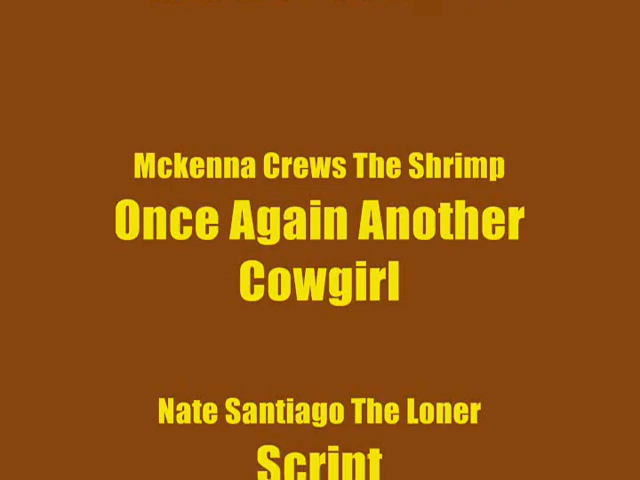 Mckenna Crews The Shrimp
Once Again Another
Cowgirl
Nate Santiago The Loner
Script